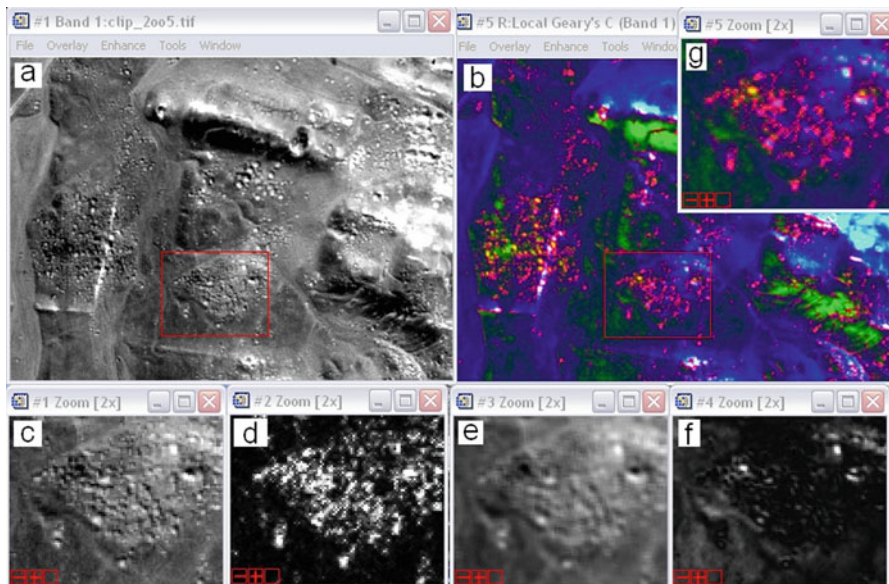 #1 Band 1:clip_2oo5.tif
File Overlay Enhance Tools Window
a
#5 R:Local Geary's C (Band 1)
File Overlay Enhance Tools Window
b
#5 Zoom [2x]
g
#1 Zoom [2x]
c
#2 Zoom [2x]
d
#3 Zoom [2x]
e
#4 Zoom [2x]
f